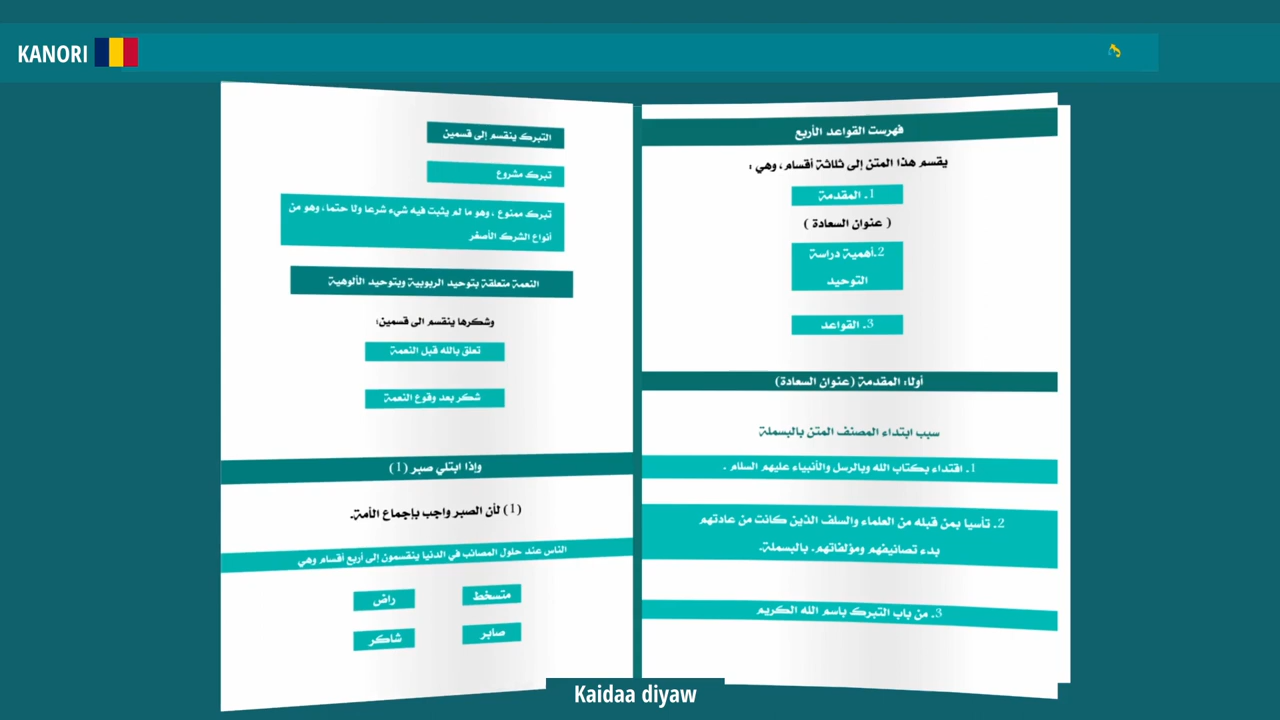 KANORI
فهرست القواعد الأربع
يقسم هذا المتن إلى ثلاثة أقسام، وهي :
1. المقدمة
( عنوان السعادة )
2.أهمية دراسة
التوحيد
3. القواعد
أولا: المقدمة (عنوان السعادة)
سبب ابتداء المصنف المتن بالبسملة
1. اقتداء بكتاب الله وبالرسل والأنبياء عليهم السلام .
2. تأسيا بمن قبله من العلماء والسلف الذين كانت من عادتهم
بدء تصانيفهم ومؤلفاتهم. بالبسملة.
3. من باب التبرك باسم الله الكريم
التبرك ينقسم إلى قسمين
تبرك مشروع
تبرك ممنوع ، وهو ما لم يثبت فيه شيء شرعا ولا حتما، وهو من
أنواع الشرك الأصغر
النعمة متعلقة بتوحيد الربوبية وبتوحيد الألوهية
وشكرها ينقسم الى قسمين:
تعلق بالله قبل النعمة
شكر بعد وقوع النعمة
وإذا ابتلي صبر (1)
(1) لأن الصبر واجب بإجماع الأمة.
الناس عند حلول المصائب في الدنيا ينقسمون إلى أربع أقسام وهي
متسخط راض
صابر شاكر
Kaidaa diyaw